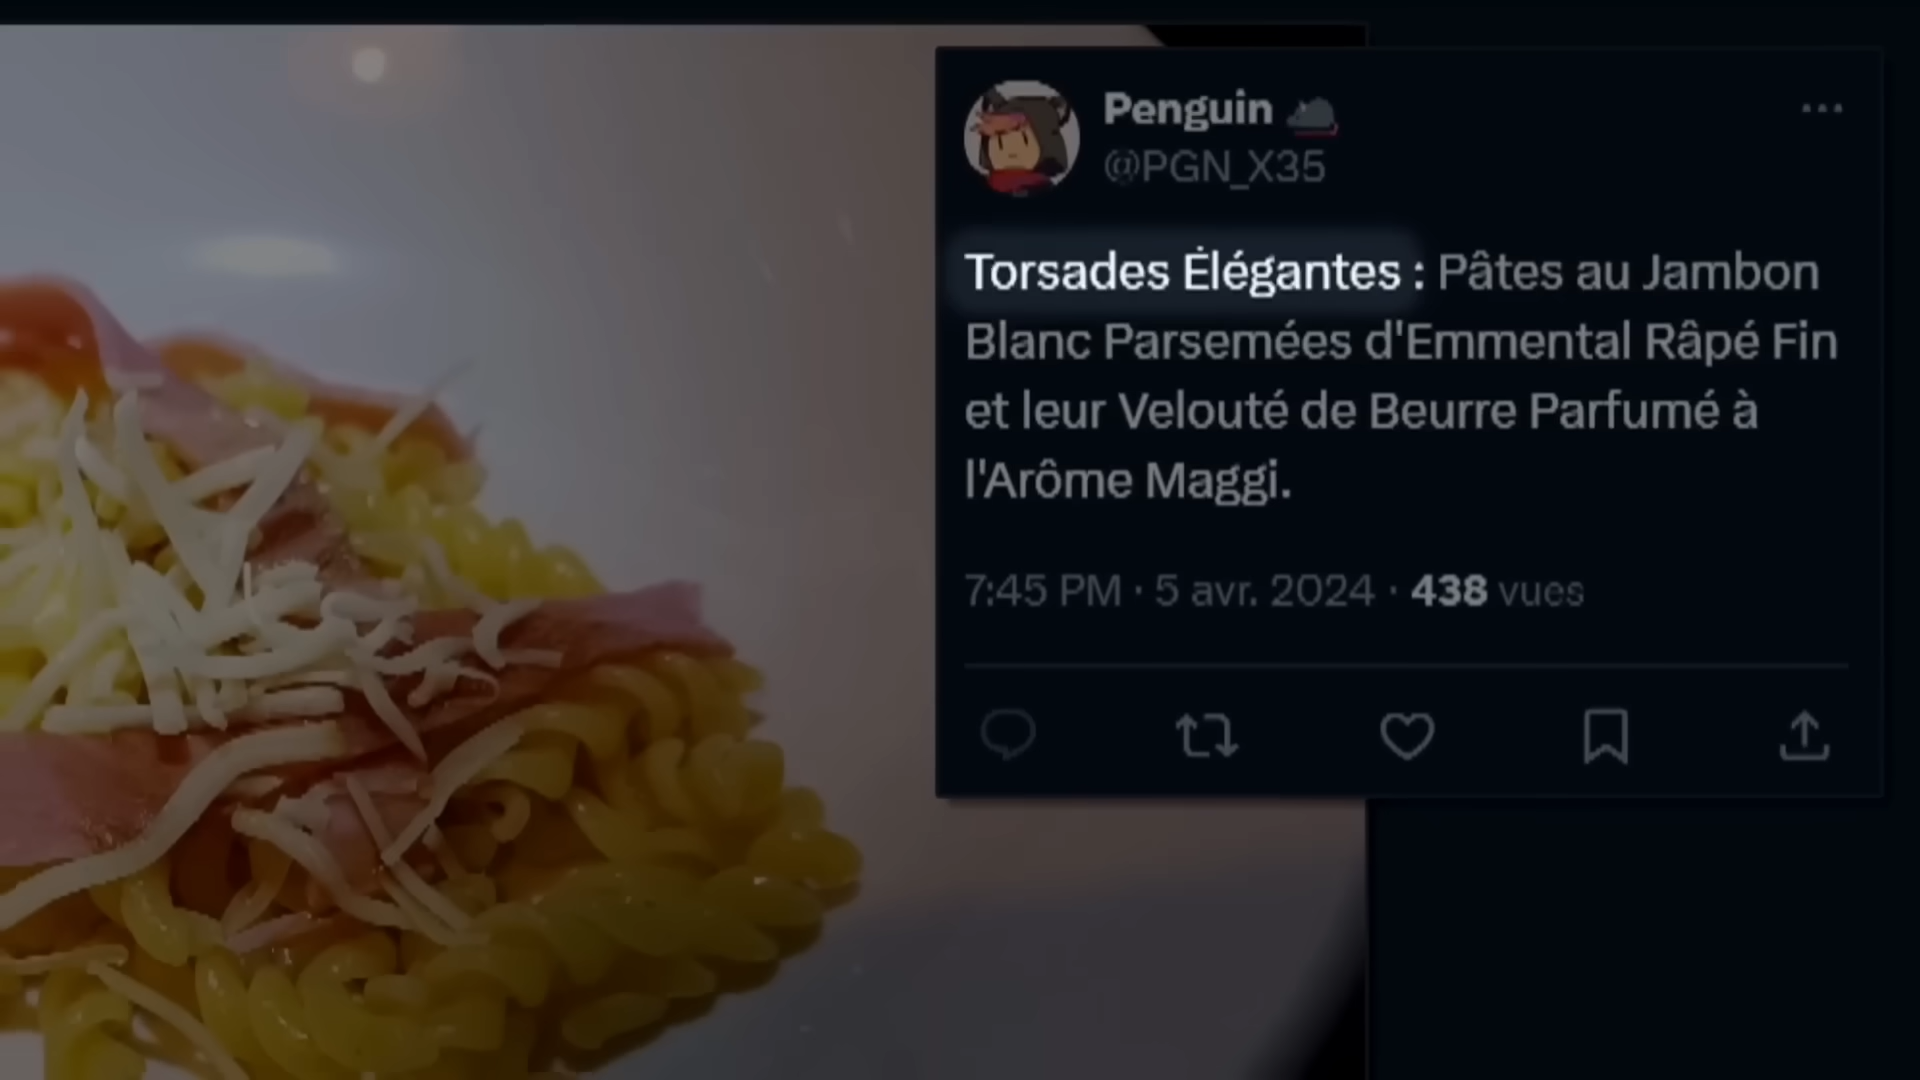 Penguin
@PGN_X35
Torsades Élégantes : Pâtes au Jambon
Blanc Parsemées d'Emmental Râpé Fin
et leur Velouté de Beurre Parfumé à
l'Arôme Maggi.
7:45 PM · 5 avr. 2024 · 438 vues